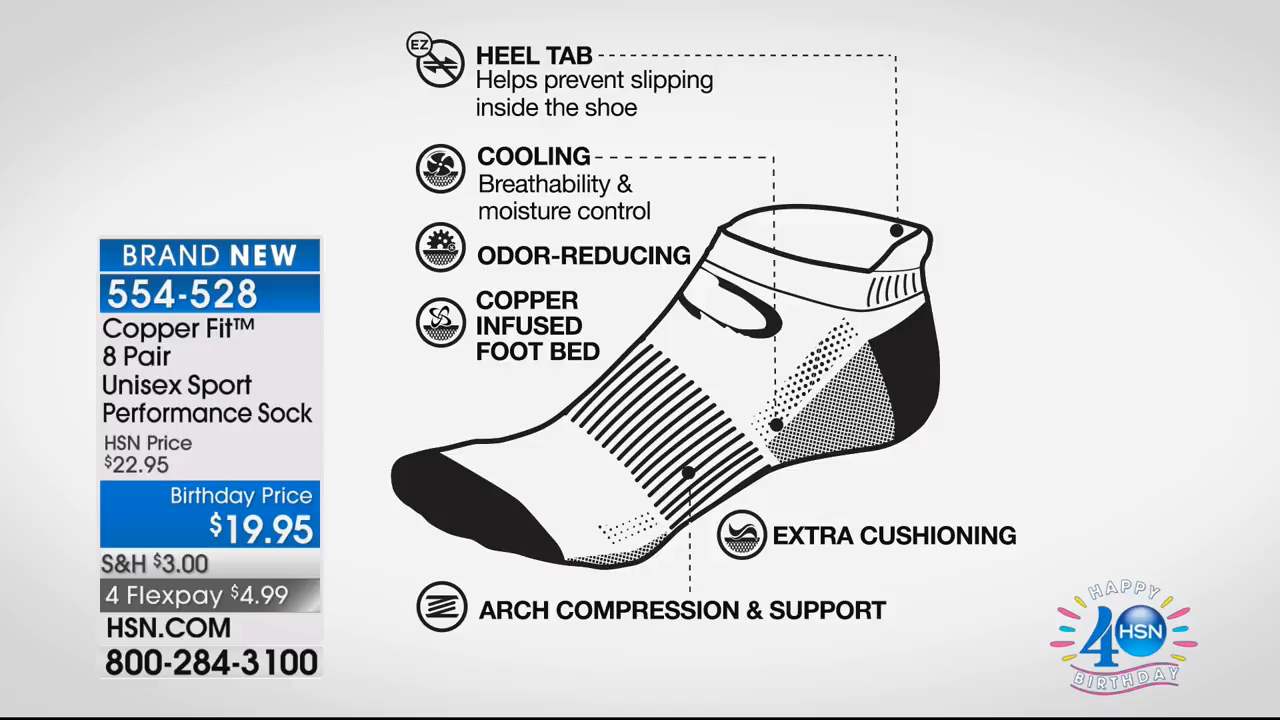 EZ
HEEL TAB
Helps prevent slipping
inside the shoe
COOLING
Breathability &
moisture control
ODOR-REDUCING
COPPER
INFUSED
FOOT BED
EXTRA CUSHIONING
ARCH COMPRESSION & SUPPORT
BRAND NEW
554-528
Copper Fit™
8 Pair
Unisex Sport
Performance Sock
HSN Price
$22.95
Birthday Price
$19.95
S&H $3.00
4 Flexpay $4.99
HSN.COM
800-284-3100
HAPPY
40 HSN
BIRTHDAY